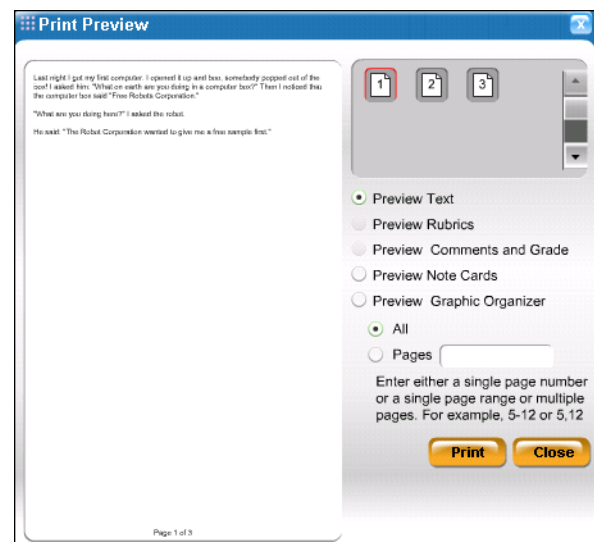 Print Preview
X
Last night I got my first computer. I opened it up and boo, somebody popped out of the
box! I asked him: "What on earth are you doing in a computer box?" Then I noticed that
the computer box said "Free Robots Corporation."
"What are you doing here?" I asked the robot.
He said: "The Robot Corporation wanted to give me a free sample first."
Page 1 of 3
1 2 3
Preview Text
Preview Rubrics
Preview Comments and Grade
Preview Note Cards
Preview Graphic Organizer
All
Pages
Enter either a single page number
or a single page range or multiple
pages. For example, 5-12 or 5,12
Print Close